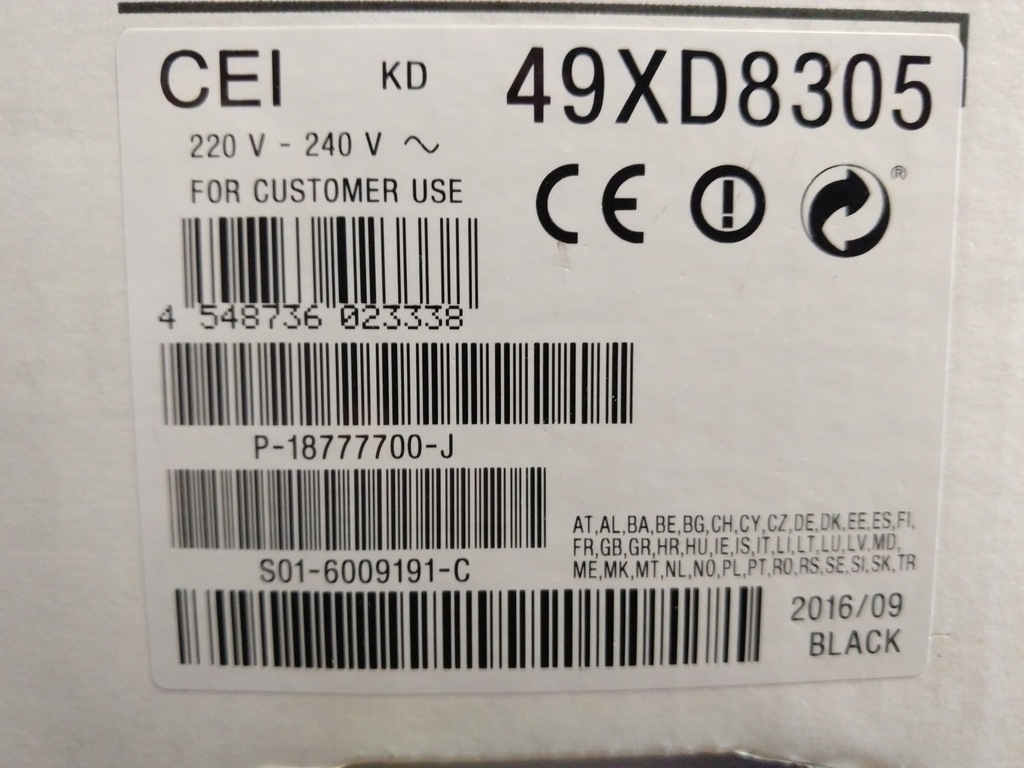 CEI KD 49XD8305
220 V - 240 V ~
FOR CUSTOMER USE
CE ®
4 548736 023338
P-18777700-J
S01-6009191-C
AT,AL,BA,BE,BG,CH,CY,CZ,DE,DK,EE,ES,FI,
FR,GB,GR,HR,HU,IE,IS,IT,LI,LT,LU,LV,MD,
ME,MK,MT,NL,NO,PL,PT,RO,RS,SE,SI,SK,TR
2016/09
BLACK